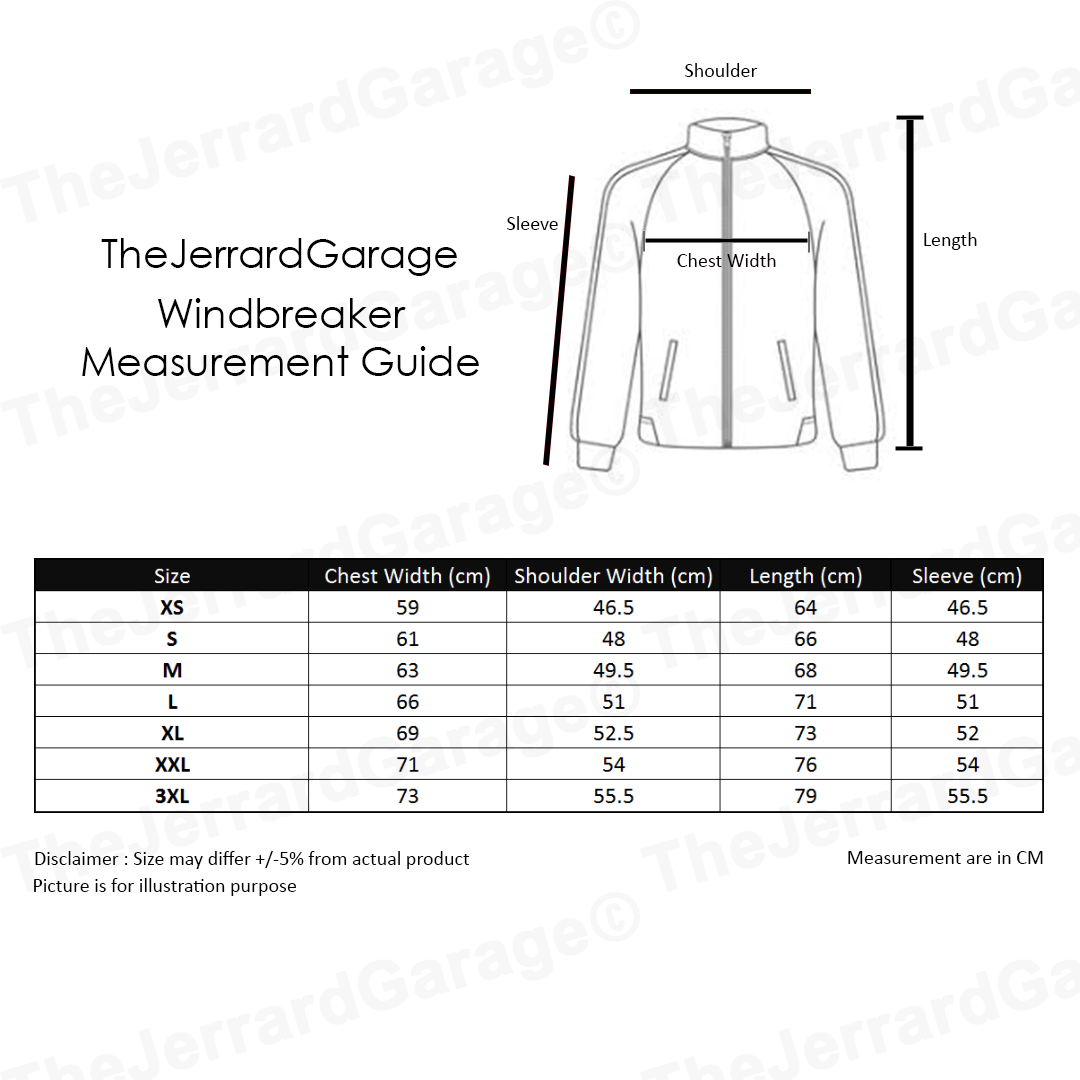 TheJerrardGarage©
Shoulder
Sleeve
Length
Chest Width
TheJerrardGarage
Windbreaker
Measurement Guide
Size Chest Width (cm) Shoulder Width (cm) Length (cm) Sleeve (cm)
XS 59 46.5 64 46.5
S 61 48 66 48
M 63 49.5 68 49.5
L 66 51 71 51
XL 69 52.5 73 52
XXL 71 54 76 54
3XL 73 55.5 79 55.5
Disclaimer : Size may differ +/-5% from actual product
Measurement are in CM
Picture is for illustration purpose